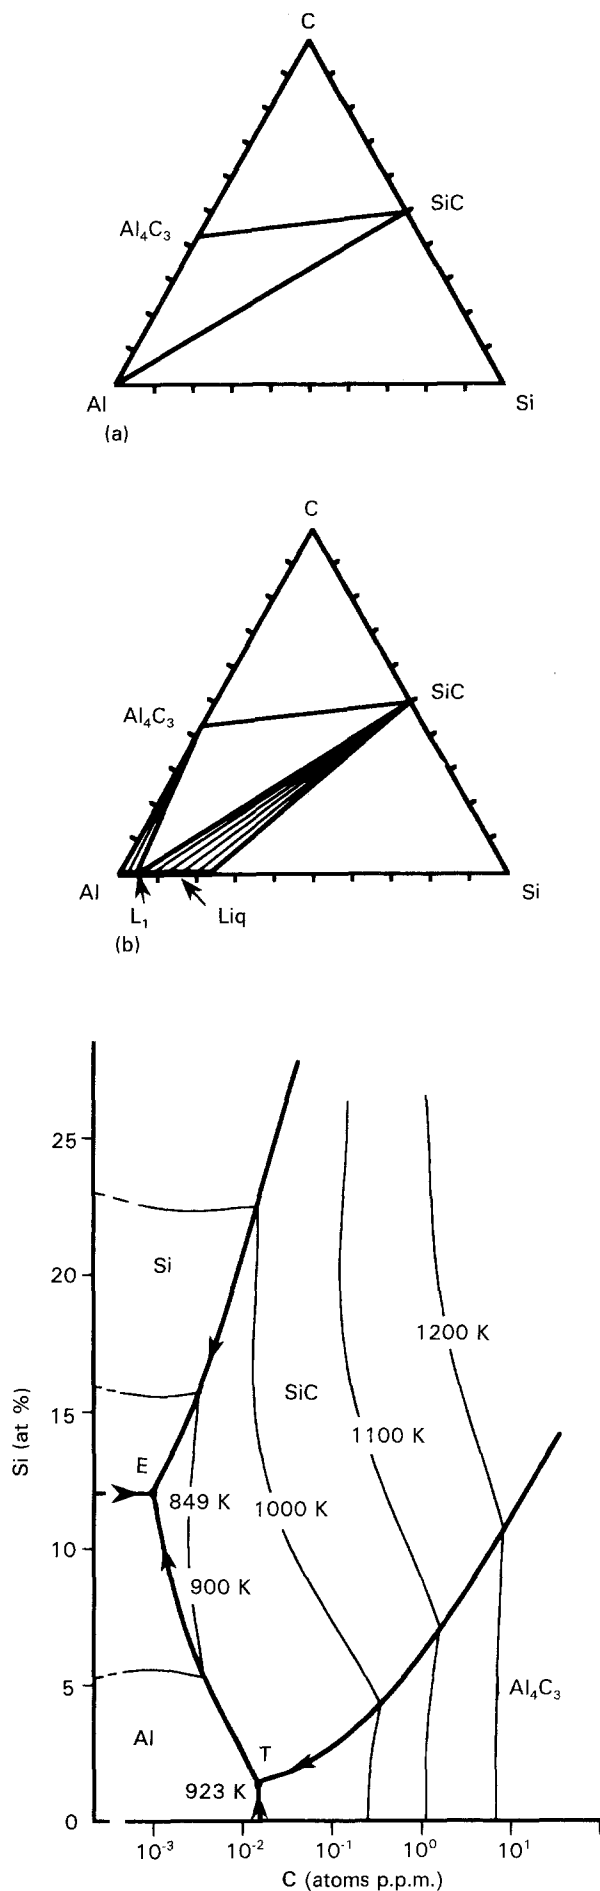 C
SiC
Al₄C₃
Al
Si
(a)
C
SiC
Al₄C₃
Al
Si
L₁
Liq
(b)
25
Si
20
1200 K
SiC
15
1100 K
E
849 K
1000 K
Si (at %)
10
900 K
5
Al₄C₃
Al
T
923 K
0
10⁻³
10⁻²
10⁻¹
10⁰
10¹
C (atoms p.p.m.)